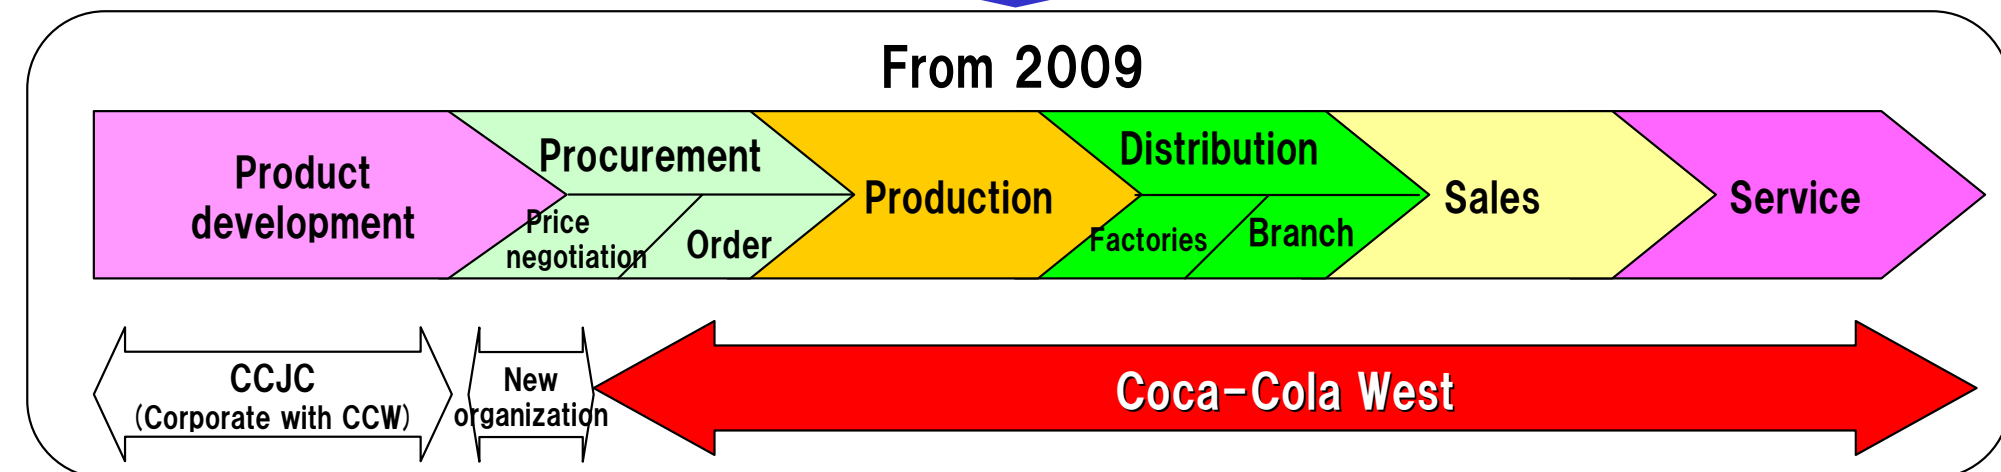 From 2009
Product
development
Procurement
Price
negotiation
Order
Production
Distribution
Factories
Branch
Sales
Service
CCJC
(Corporate with CCW)
New
organization
Coca-Cola West